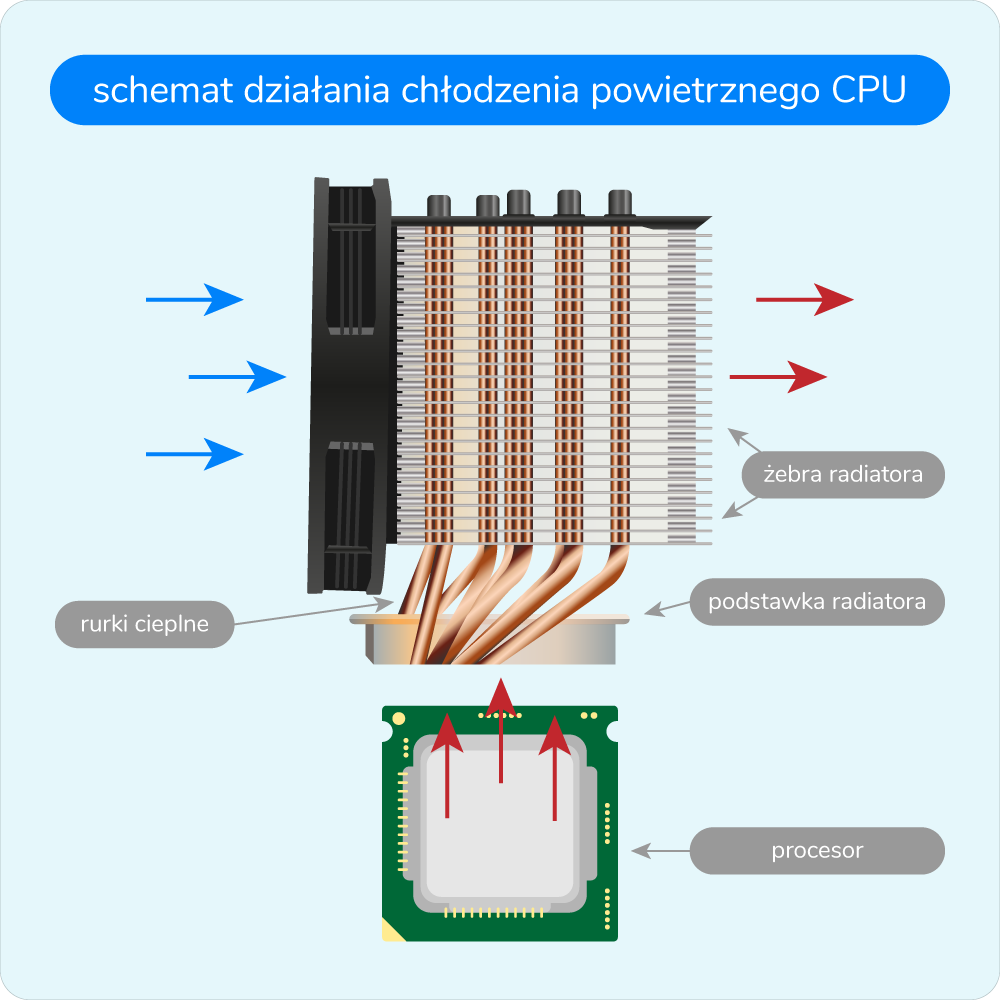 schemat działania chłodzenia powietrznego CPU
żebra radiatora
podstawka radiatora
rurki cieplne
procesor